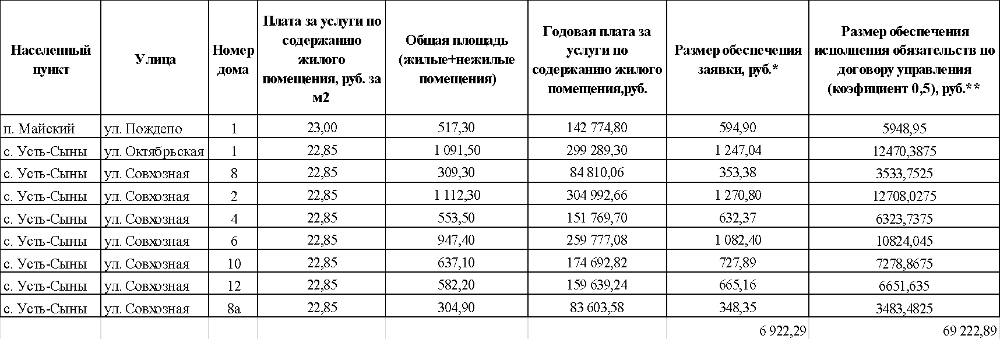 Населенный пункт | Улица | Номер дома | Плата за услуги по содержанию жилого помещения, руб. за м2 | Общая площадь (жилые+нежилые помещения) | Годовая плата за услуги по содержанию жилого помещения,руб. | Размер обеспечения заявки, руб.* | Размер обеспечения исполнения обязательств по договору управления (коэфициент 0,5), руб.**
п. Майский | ул. Пождепо | 1 | 23,00 | 517,30 | 142 774,80 | 594,90 | 5948,95
с. Усть-Сыны | ул. Октябрьская | 1 | 22,85 | 1 091,50 | 299 289,30 | 1 247,04 | 12470,3875
с. Усть-Сыны | ул. Совхозная | 8 | 22,85 | 309,30 | 84 810,06 | 353,38 | 3533,7525
с. Усть-Сыны | ул. Совхозная | 2 | 22,85 | 1 112,30 | 304 992,66 | 1 270,80 | 12708,0275
с. Усть-Сыны | ул. Совхозная | 4 | 22,85 | 553,50 | 151 769,70 | 632,37 | 6323,7375
с. Усть-Сыны | ул. Совхозная | 6 | 22,85 | 947,40 | 259 777,08 | 1 082,40 | 10824,045
с. Усть-Сыны | ул. Совхозная | 10 | 22,85 | 637,10 | 174 692,82 | 727,89 | 7278,8675
с. Усть-Сыны | ул. Совхозная | 12 | 22,85 | 582,20 | 159 639,24 | 665,16 | 6651,635
с. Усть-Сыны | ул. Совхозная | 8а | 22,85 | 304,90 | 83 603,58 | 348,35 | 3483,4825
6 922,29 | 69 222,89